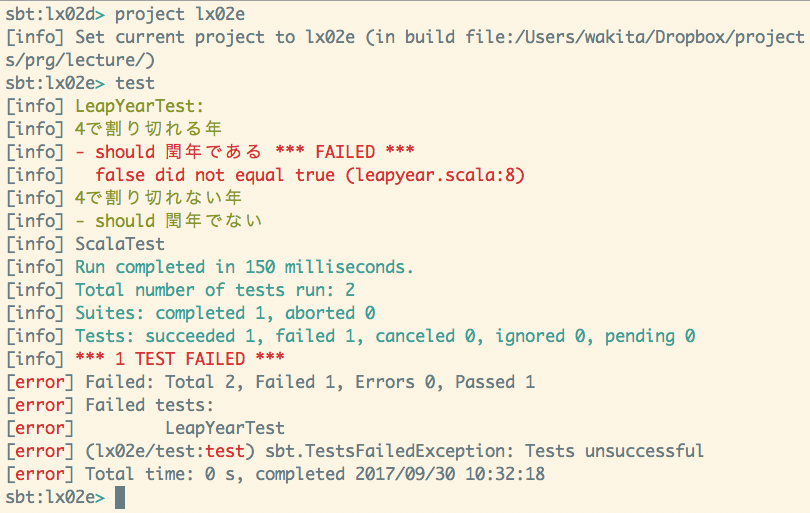 sbt:lx02d> project lx02e
[info] Set current project to lx02e (in build file:/Users/wakita/Dropbox/project
s/prg/lecture/)
sbt:lx02e> test
[info] LeapYearTest:
[info] 4で割り切れる年
[info] - should 閏年である *** FAILED ***
[info]   false did not equal true (leapyear.scala:8)
[info] 4で割り切れない年
[info] - should 閏年でない
[info] ScalaTest
[info] Run completed in 150 milliseconds.
[info] Total number of tests run: 2
[info] Suites: completed 1, aborted 0
[info] Tests: succeeded 1, failed 1, canceled 0, ignored 0, pending 0
[info] *** 1 TEST FAILED ***
[error] Failed: Total 2, Failed 1, Errors 0, Passed 1
[error] Failed tests:
[error]         LeapYearTest
[error] (lx02e/test:test) sbt.TestsFailedException: Tests unsuccessful
[error] Total time: 0 s, completed 2017/09/30 10:32:18
sbt:lx02e>